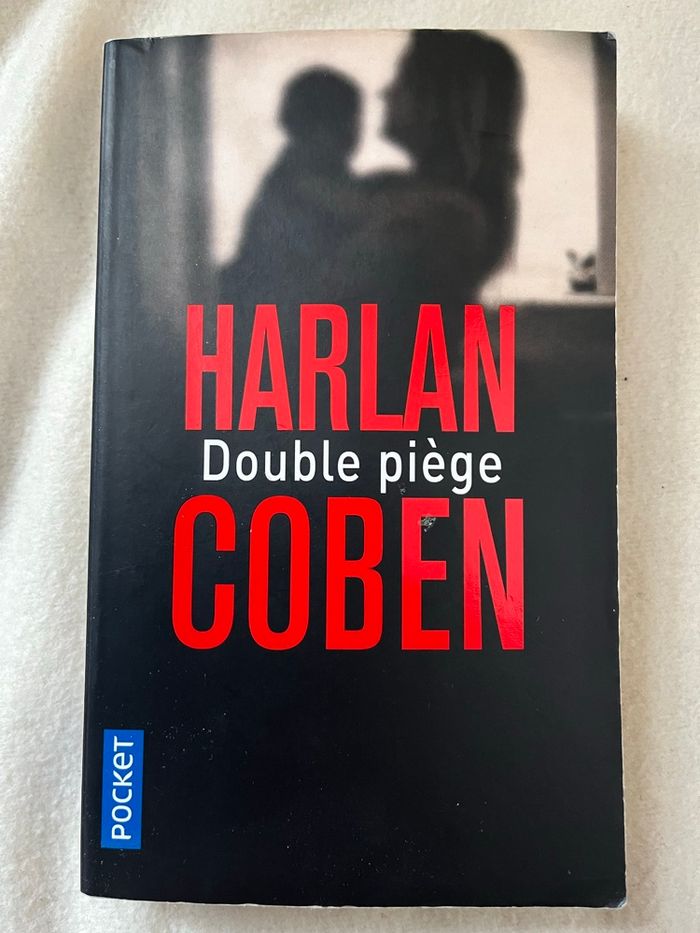 HARLAN
Double piège
COBEN
POCKET